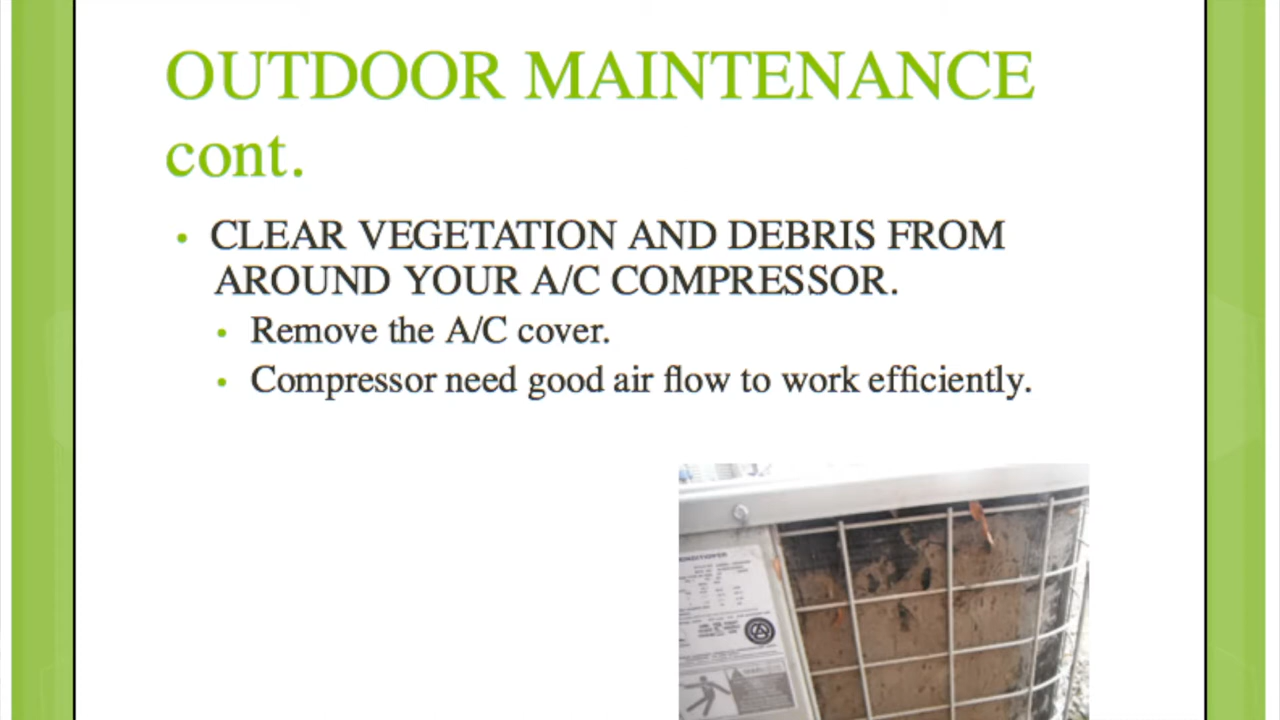 OUTDOOR MAINTENANCE
cont.
• CLEAR VEGETATION AND DEBRIS FROM
AROUND YOUR A/C COMPRESSOR.
• Remove the A/C cover.
• Compressor need good air flow to work efficiently.